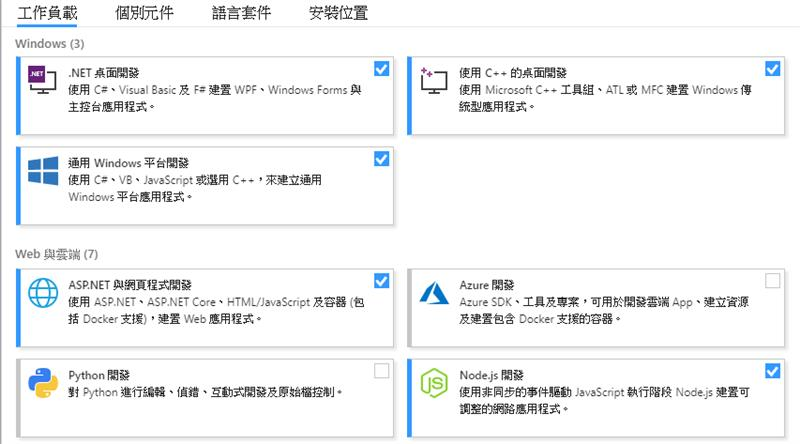 工作負載 個別元件 語言套件 安裝位置
Windows (3)
.NET 桌面開發
使用 C#、Visual Basic 及 F# 建置 WPF、Windows Forms 與
主控台應用程式。
使用 C++ 的桌面開發
使用 Microsoft C++ 工具組、ATL 或 MFC 建置 Windows 傳
統型應用程式。
通用 Windows 平台開發
使用 C#、VB、JavaScript 或選用 C++，來建立通用
Windows 平台應用程式。
Web 與雲端 (7)
ASP.NET 與網頁程式開發
使用 ASP.NET、ASP.NET Core、HTML/JavaScript 及容器 (包
括 Docker 支援)，建置 Web 應用程式。
Azure 開發
Azure SDK、工具及專案，可用於開發雲端 App、建立資源
及建置包含 Docker 支援的容器。
Python 開發
對 Python 進行編輯、偵錯、互動式開發及原始檔控制。
Node.js 開發
使用非同步的事件驅動 JavaScript 執行階段 Node.js 建置可
調整的網路應用程式。